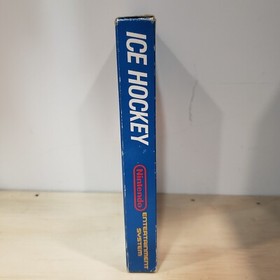 ICE HOCKEY
Nintendo
ENTERTAINMENT
SYSTEM